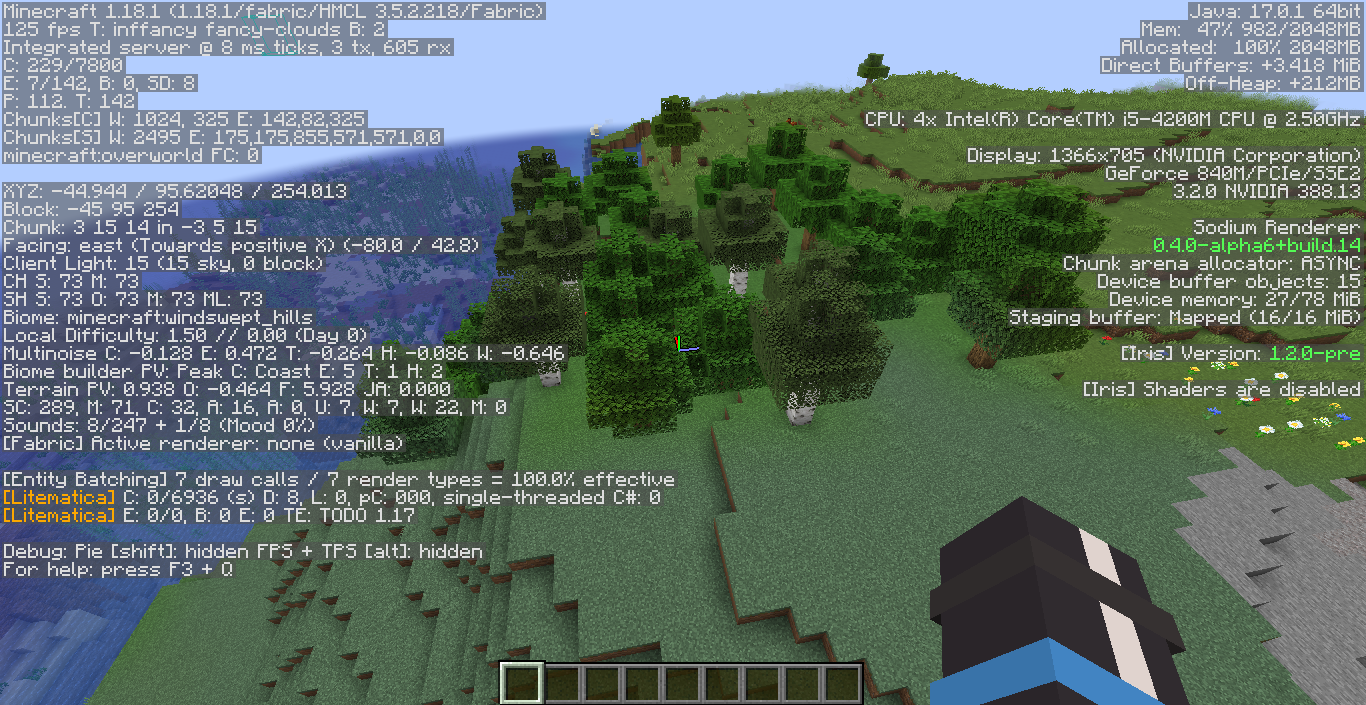 Minecraft 1.18.1 (1.18.1/fabric/HMCL 3.5.2.218/Fabric)
125 fps T: inffancy fancy-clouds B: 2
Integrated server @ 8 ms ticks, 3 tx, 605 rx
C: 229/7800
E: 7/142, B: 0, SD: 8
P: 112. T: 142
Chunks[C] W: 1024, 325 E: 142,82,325
Chunks[S] W: 2495 E: 175,175,855,571,571,0,0
minecraft:overworld FC: 0
XYZ: -44.944 / 95.62048 / 254.013
Block: -45 95 254
Chunk: 3 15 14 in -3 5 15
Facing: east (Towards positive X) (-80.0 / 42.8)
Client Light: 15 (15 sky, 0 block)
CH S: 73 M: 73
SH S: 73 O: 73 M: 73 ML: 73
Biome: minecraft:windswept_hills
Local Difficulty: 1.50 // 0.00 (Day 0)
Multinoise C: -0.128 E: 0.472 T: -0.264 H: -0.086 W: -0.646
Biome builder PV: Peak C: Coast E: 5 T: 1 H: 2
Terrain PV: 0.938 O: -0.464 F: 5.928 JA: 0.000
SC: 289, M: 71, C: 32, A: 16, A: 0, U: 7, W: 7, W: 22, M: 0
Sounds: 8/247 + 1/8 (Mood 0%)
[Fabric] Active renderer: none (vanilla)
[Entity Batching] 7 draw calls / 7 render types = 100.0% effective
[Litematica] C: 0/6936 (s) D: 8, L: 0, pC: 000, single-threaded C#: 0
[Litematica] E: 0/0, B: 0 E: 0 TE: TODO 1.17
Debug: Pie [shift]: hidden FPS + TPS [alt]: hidden
For help: press F3 + Q
Java: 17.0.1 64bit
Mem: 47% 982/2048MB
Allocated: 100% 2048MB
Direct Buffers: +3.418 MiB
Off-Heap: +212MB
CPU: 4x Intel(R) Core(TM) i5-4200M CPU @ 2.50GHz
Display: 1366x705 (NVIDIA Corporation)
GeForce 840M/PCIe/SSE2
3.2.0 NVIDIA 388.13
Sodium Renderer
0.4.0-alpha6+build.14
Chunk arena allocator: ASYNC
Device buffer objects: 15
Device memory: 27/78 MiB
Staging buffer: Mapped (16/16 MiB)
[Iris] Version: 1.2.0-pre
[Iris] Shaders are disabled